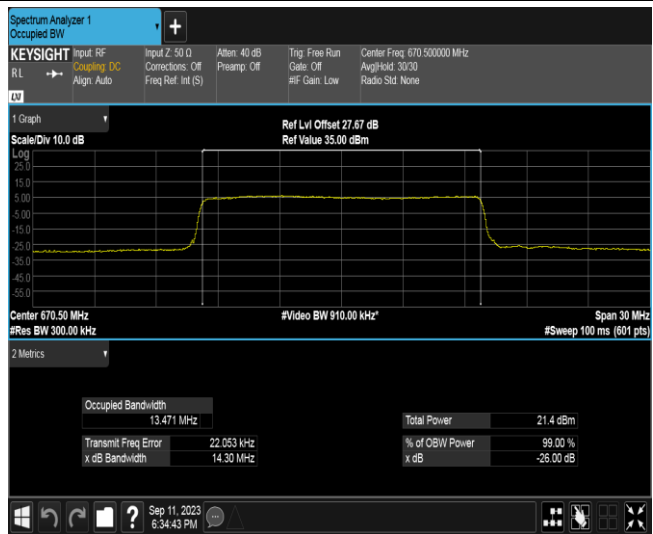 Spectrum Analyzer 1
Occupied BW
+
KEYSIGHT Input: RF Input Z: 50 Ω Atten: 40 dB Trig: Free Run Center Freq: 670.500000 MHz
RL Coupling: DC Corrections: Off Preamp: Off Gate: Off Avg|Hold: 30/30
Align: Auto Freq Ref: Int (S) #IF Gain: Low Radio Std: None
LXI
1 Graph
Ref Lvl Offset 27.67 dB
Scale/Div 10.0 dB Ref Value 35.00 dBm
Log
25.0
15.0
5.00
-5.00
-15.0
-25.0
-35.0
-45.0
-55.0
Center 670.50 MHz #Video BW 910.00 kHz* Span 30 MHz
#Res BW 300.00 kHz #Sweep 100 ms (601 pts)
2 Metrics
Occupied Bandwidth
13.471 MHz Total Power 21.4 dBm
Transmit Freq Error 22.053 kHz % of OBW Power 99.00 %
x dB Bandwidth 14.30 MHz x dB -26.00 dB
? Sep 11, 2023
6:34:43 PM